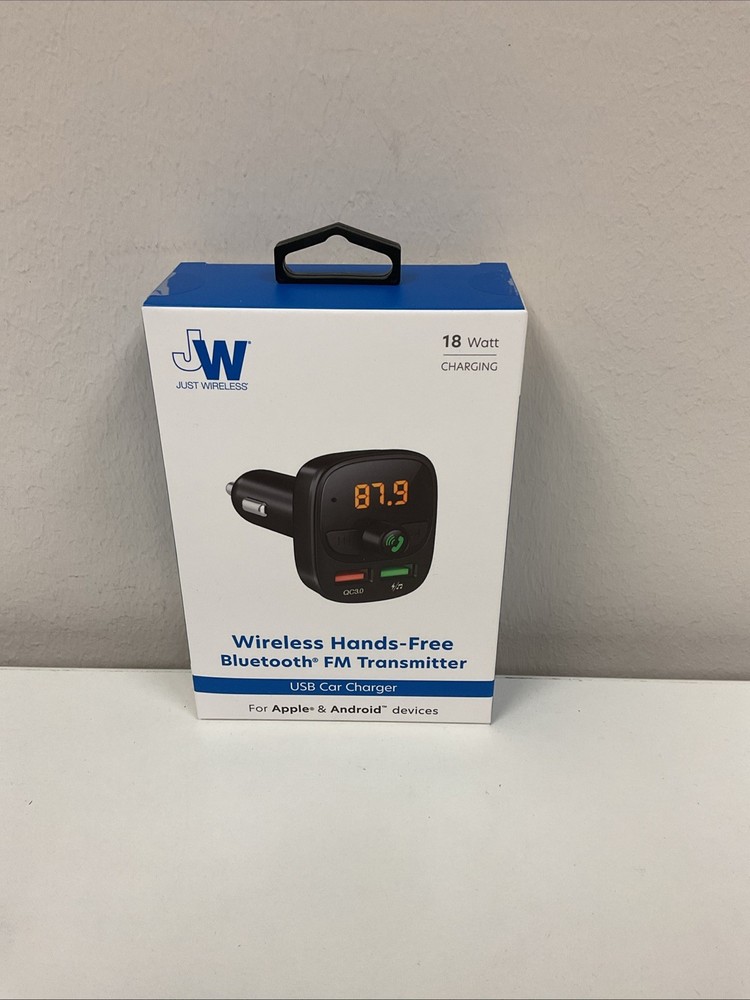 JW®
JUST WIRELESS®
18 Watt
CHARGING
87.9
QC3.0
Wireless Hands-Free
Bluetooth® FM Transmitter
USB Car Charger
For Apple® & Android™ devices